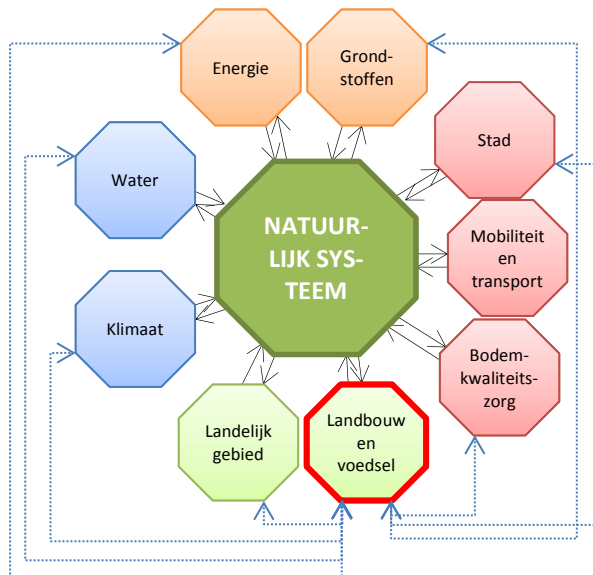 Energie
Grond-
stoffen
Stad
Water
NATUUR-
LIJK SYS-
TEEM
Mobiliteit
en
transport
Klimaat
Bodem-
kwaliteits-
zorg
Landelijk
gebied
Landbouw
en
voedsel